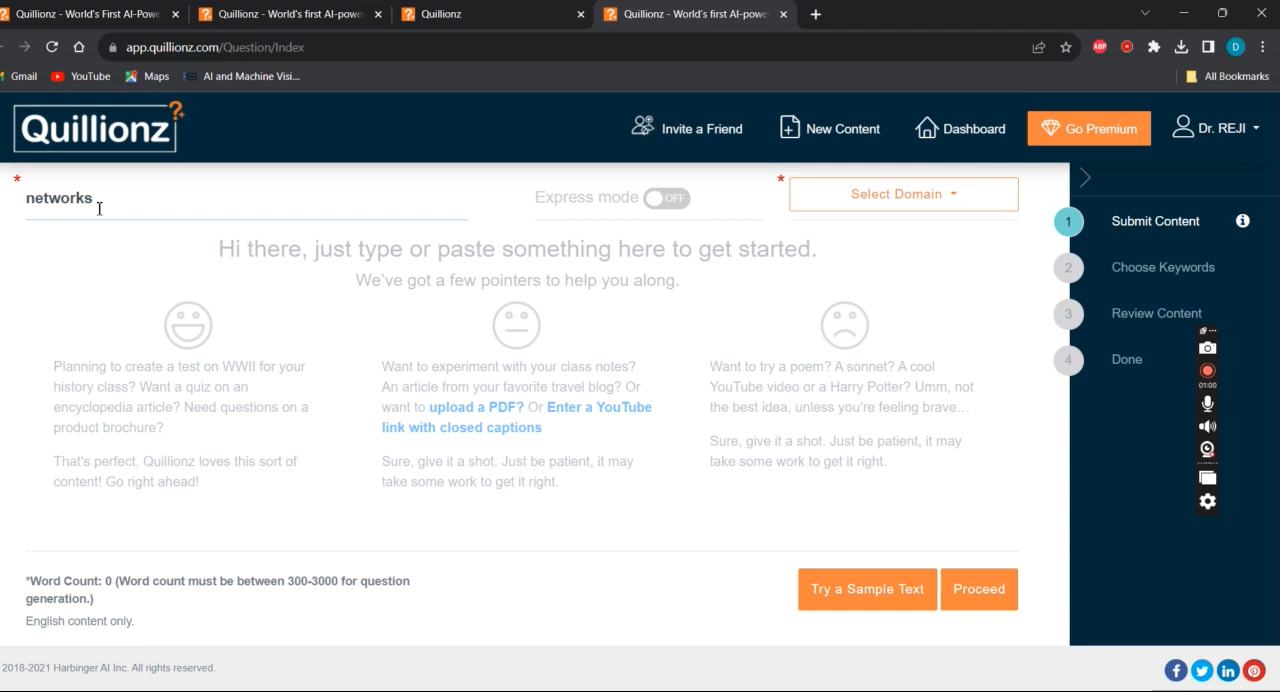 Quillionz - World's First AI-Powe
Quillionz - World's first AI-powe
Quillionz
Quillionz - World's first AI-powe
app.quillionz.com/Question/Index
ABP
D
Gmail
YouTube
Maps
AI and Machine Visi...
All Bookmarks
Quillionz?
Invite a Friend
New Content
Dashboard
Go Premium
Dr. REJI
*
networks
Express mode
OFF
*
Select Domain
Hi there, just type or paste something here to get started.
We've got a few pointers to help you along.
Planning to create a test on WWII for your
history class? Want a quiz on an
encyclopedia article? Need questions on a
product brochure?
That's perfect. Quillionz loves this sort of
content! Go right ahead!
Want to experiment with your class notes?
An article from your favorite travel blog? Or
want to upload a PDF? Or Enter a YouTube
link with closed captions
Sure, give it a shot. Just be patient, it may
take some work to get it right.
Want to try a poem? A sonnet? A cool
YouTube video or a Harry Potter? Umm, not
the best idea, unless you're feeling brave…
Sure, give it a shot. Just be patient, it may
take some work to get it right.
*Word Count: 0 (Word count must be between 300-3000 for question
generation.)
English content only.
Try a Sample Text
Proceed
1
Submit Content
2
Choose Keywords
3
Review Content
4
Done
01:00
2018-2021 Harbinger AI Inc. All rights reserved.